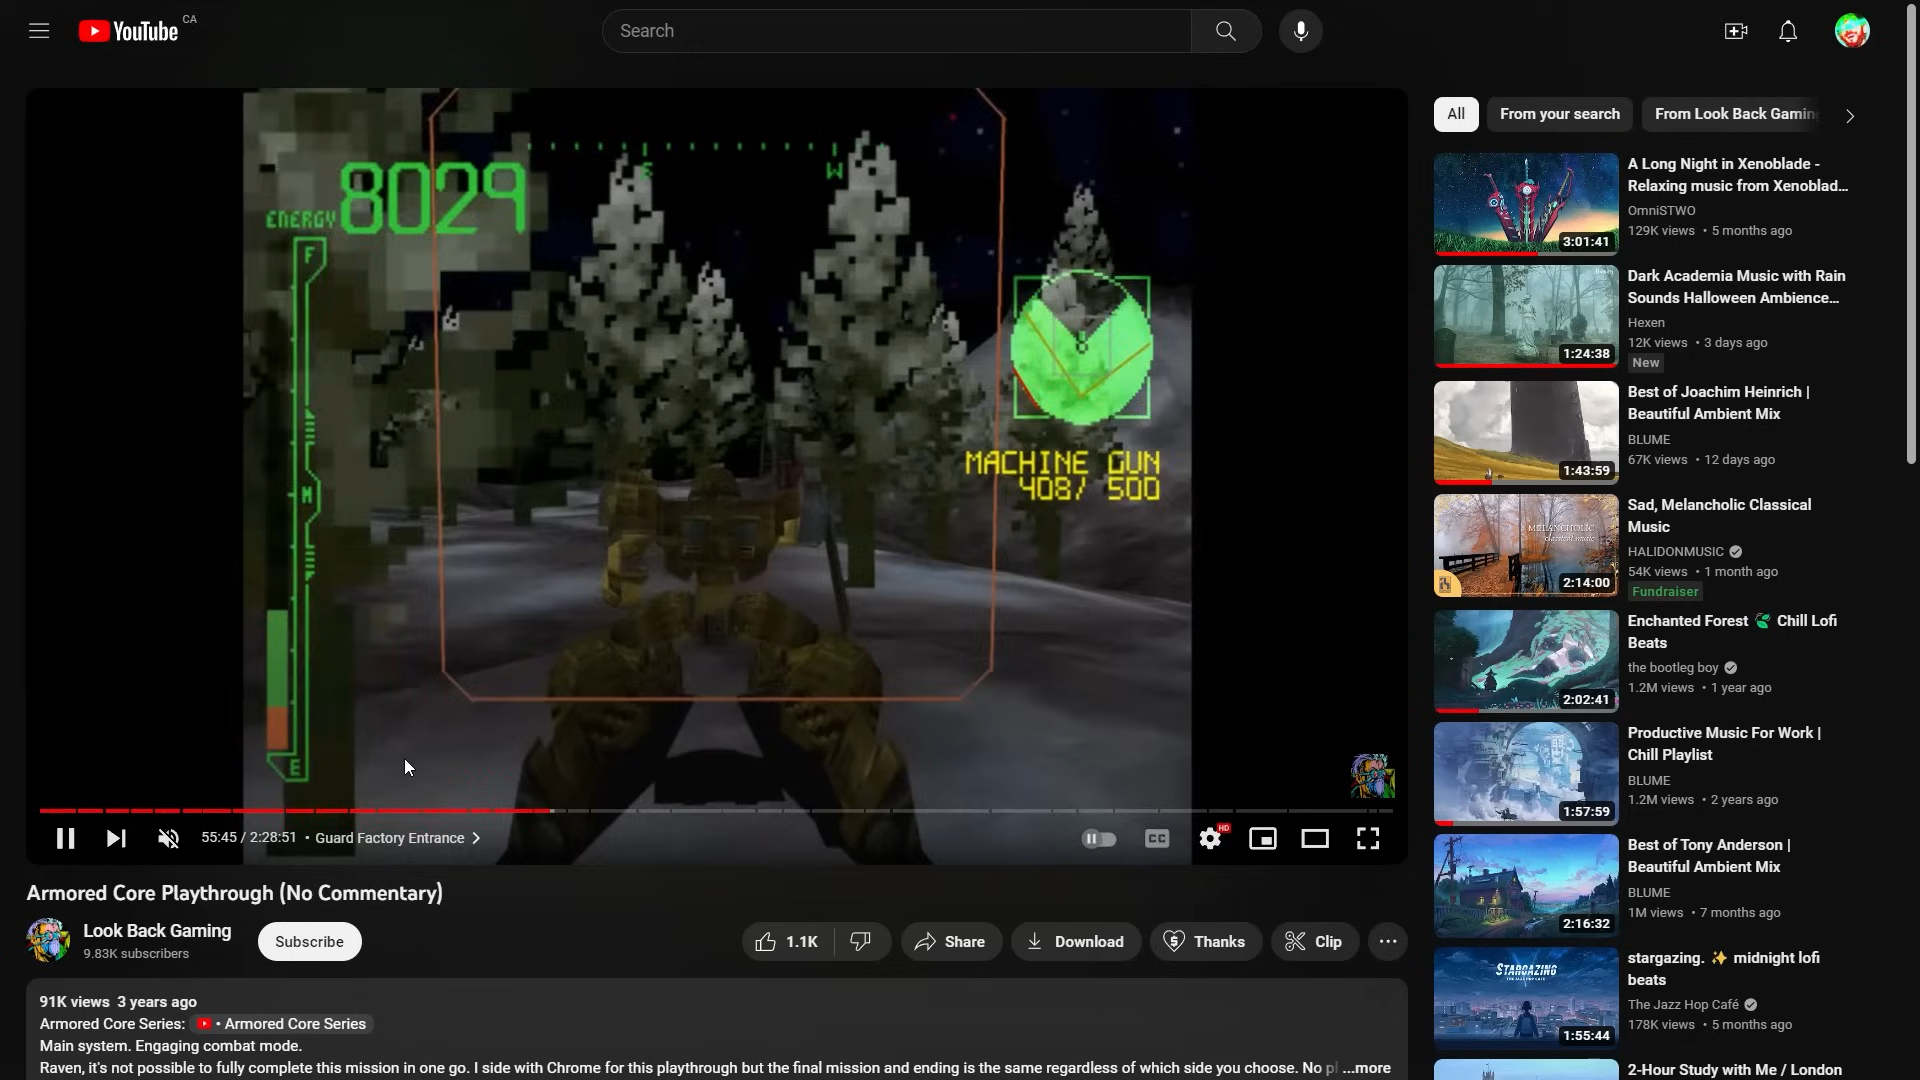 YouTube CA
Search
8029
ENERGY
F
S
W
8
M
E
MACHINE GUN
408/ 500
55:45 / 2:28:51 • Guard Factory Entrance
CC
HD
Armored Core Playthrough (No Commentary)
Look Back Gaming
9.83K subscribers
Subscribe
1.1K
Share
Download
Thanks
Clip
91K views 3 years ago
Armored Core Series: • Armored Core Series
Main system. Engaging combat mode.
Raven, it's not possible to fully complete this mission in one go. I side with Chrome for this playthrough but the final mission and ending is the same regardless of which side you choose. No pl ...more
All
From your search
From Look Back Gaming
A Long Night in Xenoblade -
Relaxing music from Xenoblad...
OmniSTWO
129K views • 5 months ago
3:01:41
Dark Academia Music with Rain
Sounds Halloween Ambience...
Hexen
12K views • 3 days ago
New
1:24:38
Best of Joachim Heinrich |
Beautiful Ambient Mix
BLUME
67K views • 12 days ago
1:43:59
Sad, Melancholic Classical
Music
HALIDONMUSIC
54K views • 1 month ago
Fundraiser
MELANCHOLIC
classical music
2:14:00
Enchanted Forest 🍃 Chill Lofi
Beats
the bootleg boy
1.2M views • 1 year ago
2:02:41
Productive Music For Work |
Chill Playlist
BLUME
1.2M views • 2 years ago
1:57:59
Best of Tony Anderson |
Beautiful Ambient Mix
BLUME
1M views • 7 months ago
2:16:32
stargazing. ✨ midnight lofi
beats
The Jazz Hop Café
178K views • 5 months ago
STARGAZING
1:55:44
2-Hour Study with Me / London